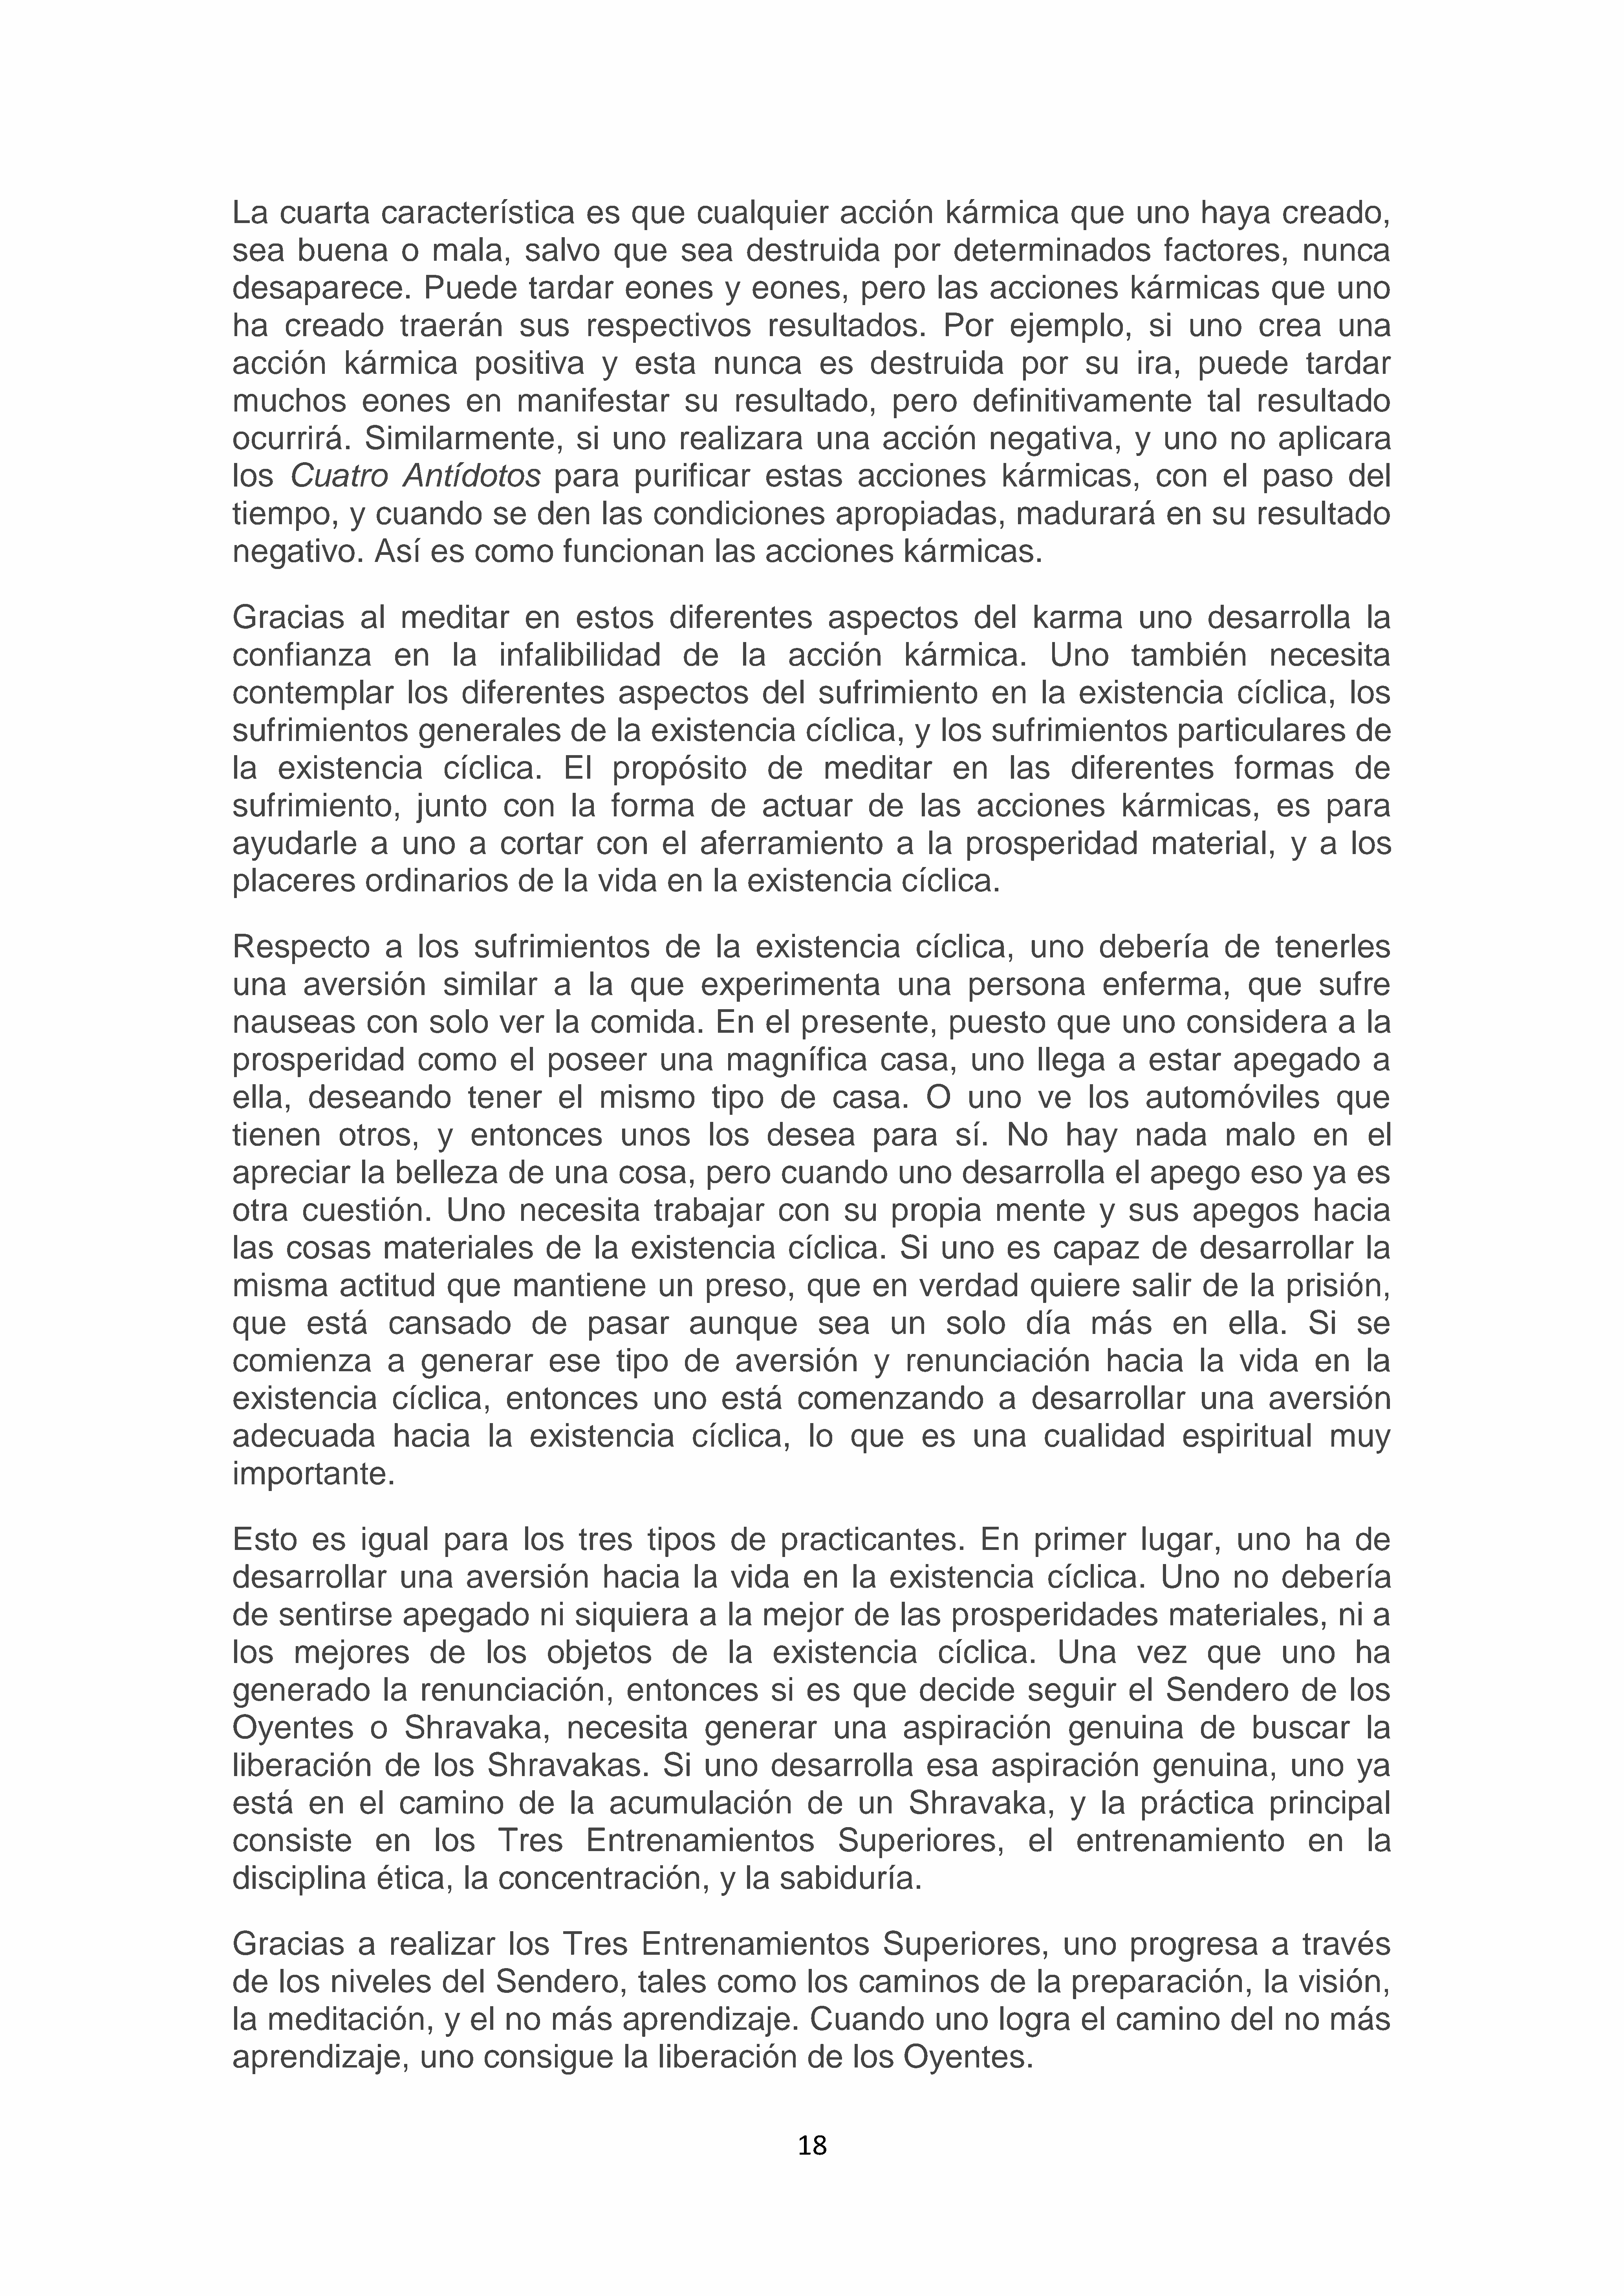 La cuarta característica es que cualquier acción kármica que uno haya creado,
sea buena o mala, salvo que sea destruida por determinados factores, nunca
desaparece. Puede tardar eones y eones, pero las acciones kármicas que uno
ha creado traerán sus respectivos resultados. Por ejemplo, si uno crea una
acción kármica positiva y esta nunca es destruida por su ira, puede tardar
muchos eones en manifestar su resultado, pero definitivamente tal resultado
ocurrirá. Similarmente, si uno realizara una acción negativa, y uno no aplicara
los Cuatro Antídotos para purificar estas acciones kármicas, con el paso del
tiempo, y cuando se den las condiciones apropiadas, madurará en su resultado
negativo. Así es como funcionan las acciones kármicas.
Gracias al meditar en estos diferentes aspectos del karma uno desarrolla la
confianza en la infalibilidad de la acción kármica. Uno también necesita
contemplar los diferentes aspectos del sufrimiento en la existencia cíclica, los
sufrimientos generales de la existencia cíclica, y los sufrimientos particulares de
la existencia cíclica. El propósito de meditar en las diferentes formas de
sufrimiento, junto con la forma de actuar de las acciones kármicas, es para
ayudarle a uno a cortar con el aferramiento a la prosperidad material, y a los
placeres ordinarios de la vida en la existencia cíclica.
Respecto a los sufrimientos de la existencia cíclica, uno debería de tenerles
una aversión similar a la que experimenta una persona enferma, que sufre
nauseas con solo ver la comida. En el presente, puesto que uno considera a la
prosperidad como el poseer una magnífica casa, uno llega a estar apegado a
ella, deseando tener el mismo tipo de casa. O uno ve los automóviles que
tienen otros, y entonces unos los desea para sí. No hay nada malo en el
apreciar la belleza de una cosa, pero cuando uno desarrolla el apego eso ya es
otra cuestión. Uno necesita trabajar con su propia mente y sus apegos hacia
las cosas materiales de la existencia cíclica. Si uno es capaz de desarrollar la
misma actitud que mantiene un preso, que en verdad quiere salir de la prisión,
que está cansado de pasar aunque sea un solo día más en ella. Si se
comienza a generar ese tipo de aversión y renunciación hacia la vida en la
existencia cíclica, entonces uno está comenzando a desarrollar una aversión
adecuada hacia la existencia cíclica, lo que es una cualidad espiritual muy
importante.
Esto es igual para los tres tipos de practicantes. En primer lugar, uno ha de
desarrollar una aversión hacia la vida en la existencia cíclica. Uno no debería
de sentirse apegado ni siquiera a la mejor de las prosperidades materiales, ni a
los mejores de los objetos de la existencia cíclica. Una vez que uno ha
generado la renunciación, entonces si es que decide seguir el Sendero de los
Oyentes o Shravaka, necesita generar una aspiración genuina de buscar la
liberación de los Shravakas. Si uno desarrolla esa aspiración genuina, uno ya
está en el camino de la acumulación de un Shravaka, y la práctica principal
consiste en los Tres Entrenamientos Superiores, el entrenamiento en la
disciplina ética, la concentración, y la sabiduría.
Gracias a realizar los Tres Entrenamientos Superiores, uno progresa a través
de los niveles del Sendero, tales como los caminos de la preparación, la visión,
la meditación, y el no más aprendizaje. Cuando uno logra el camino del no más
aprendizaje, uno consigue la liberación de los Oyentes.
18